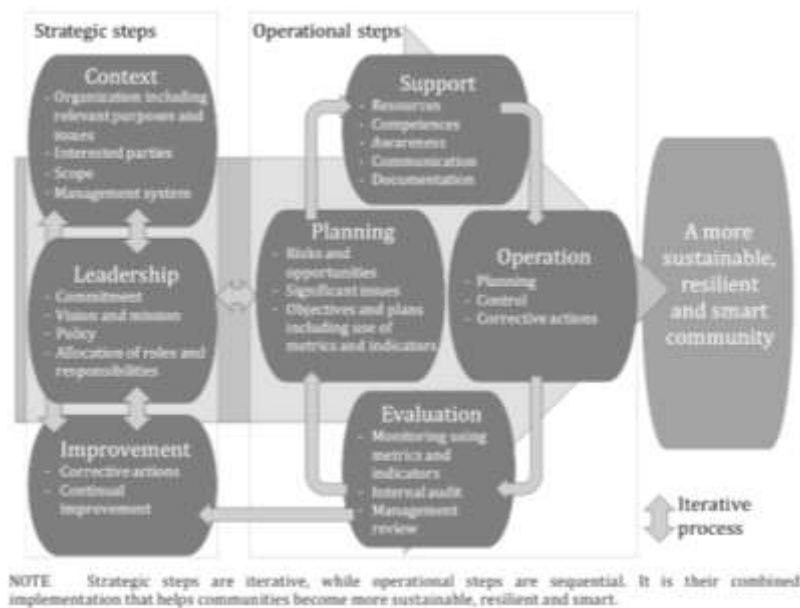 Strategic steps
Context
- Organization including
relevant purposes and
issues
- Interested parties
- Scope
- Management system
Leadership
- Commitment
- Vision and mission
- Policy
- Allocation of roles and
responsibilities
Improvement
- Corrective actions
- Continual
improvement
Operational steps
Support
- Resources
- Competences
- Awareness
- Communication
- Documentation
Planning
- Risks and
opportunities
- Significant issues
- Objectives and plans
including use of
metrics and indicators
Operation
- Planning
- Control
- Corrective actions
Evaluation
- Monitoring using
metrics and
indicators
- Internal audit
- Management
review
A more
sustainable,
resilient
and smart
community
Iterative
process
NOTE Strategic steps are iterative, while operational steps are sequential. It is their combined
implementation that helps communities become more sustainable, resilient and smart.